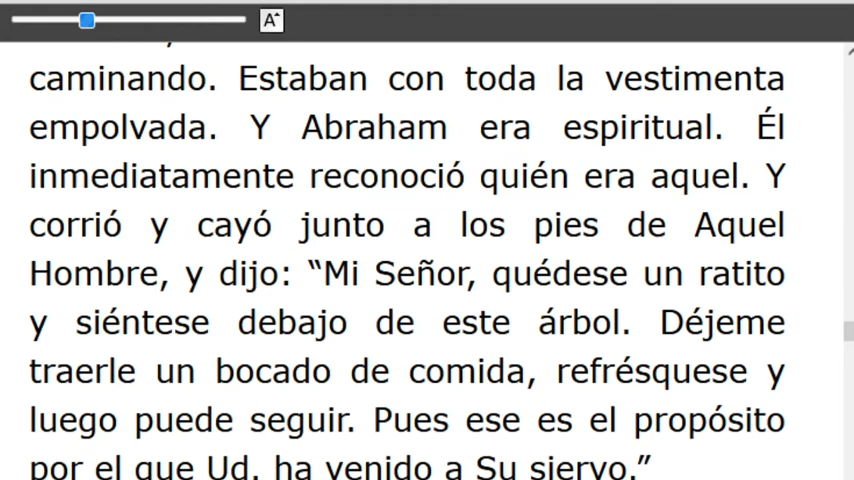 A
caminando. Estaban con toda la vestimenta
empolvada. Y Abraham era espiritual. Él
inmediatamente reconoció quién era aquel. Y
corrió y cayó junto a los pies de Aquel
Hombre, y dijo: “Mi Señor, quédese un ratito
y siéntese debajo de este árbol. Déjeme
traerle un bocado de comida, refrésquese y
luego puede seguir. Pues ese es el propósito
por el que Ud. ha venido a Su siervo.”